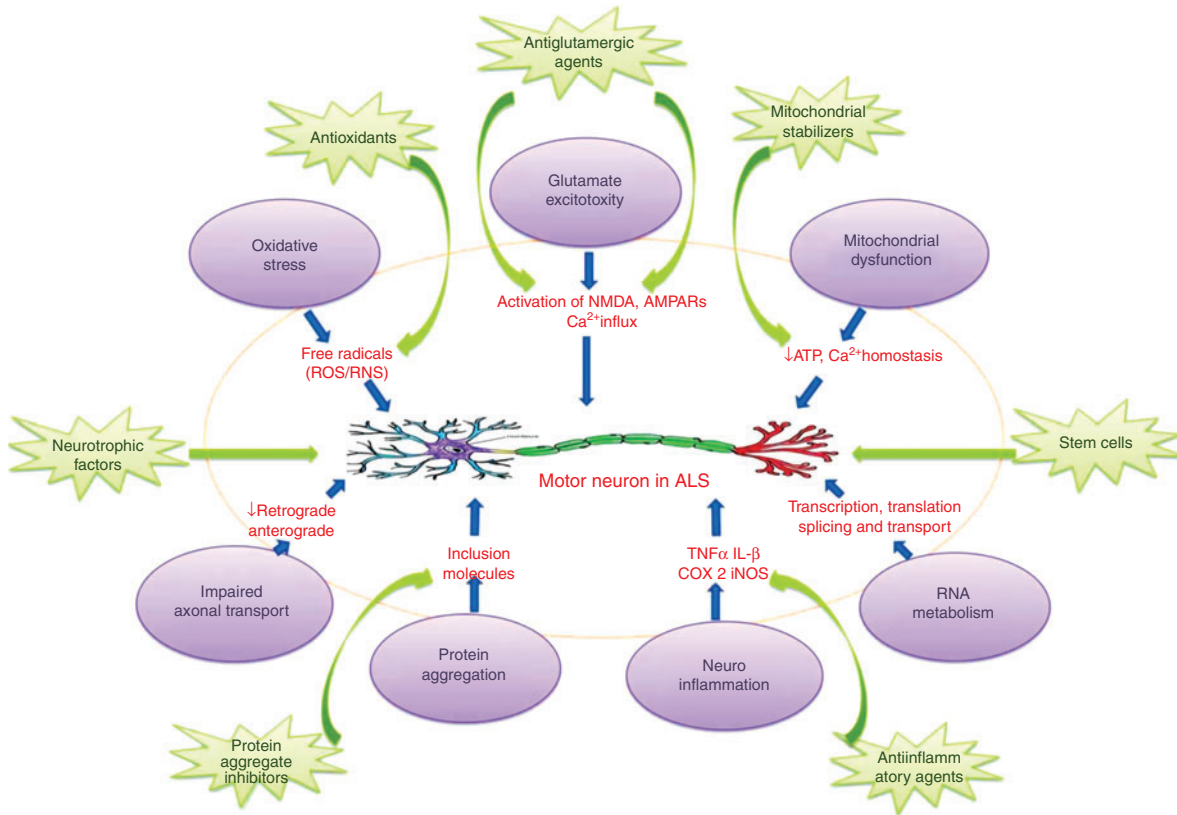 Antiglutamergic
agents
Antioxidants
Mitochondrial
stabilizers
Glutamate
excitotoxity
Oxidative
stress
Mitochondrial
dysfunction
Activation of NMDA, AMPARs
Ca²⁺influx
Free radicals
(ROS/RNS)
↓ATP, Ca²⁺homostasis
Neurotrophic
factors
Stem cells
Motor neuron in ALS
↓Retrograde
anterograde
Transcription, translation
splicing and transport
Inclusion
molecules
TNFα IL-β
COX 2 iNOS
Impaired
axonal transport
RNA
metabolism
Protein
aggregation
Neuro
inflammation
Protein
aggregate
inhibitors
Antiinflamm
atory agents